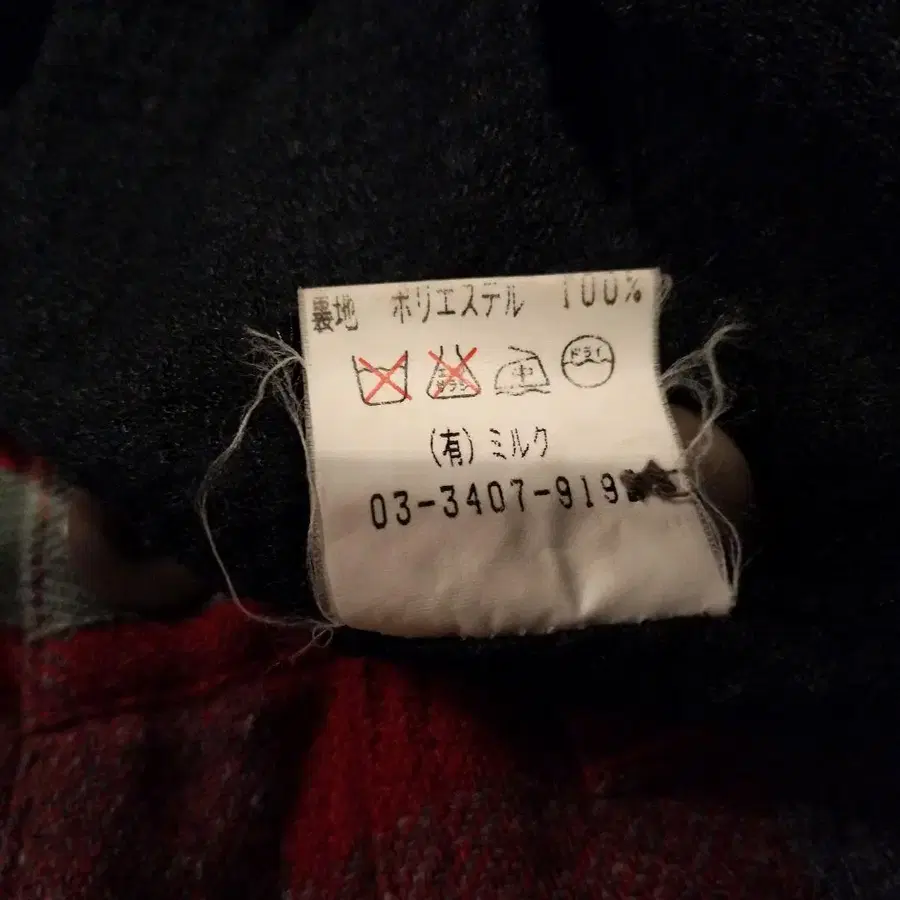 裏地 ポリエステル 100%
中 ドライ
(有) ミルク
03-3407-919